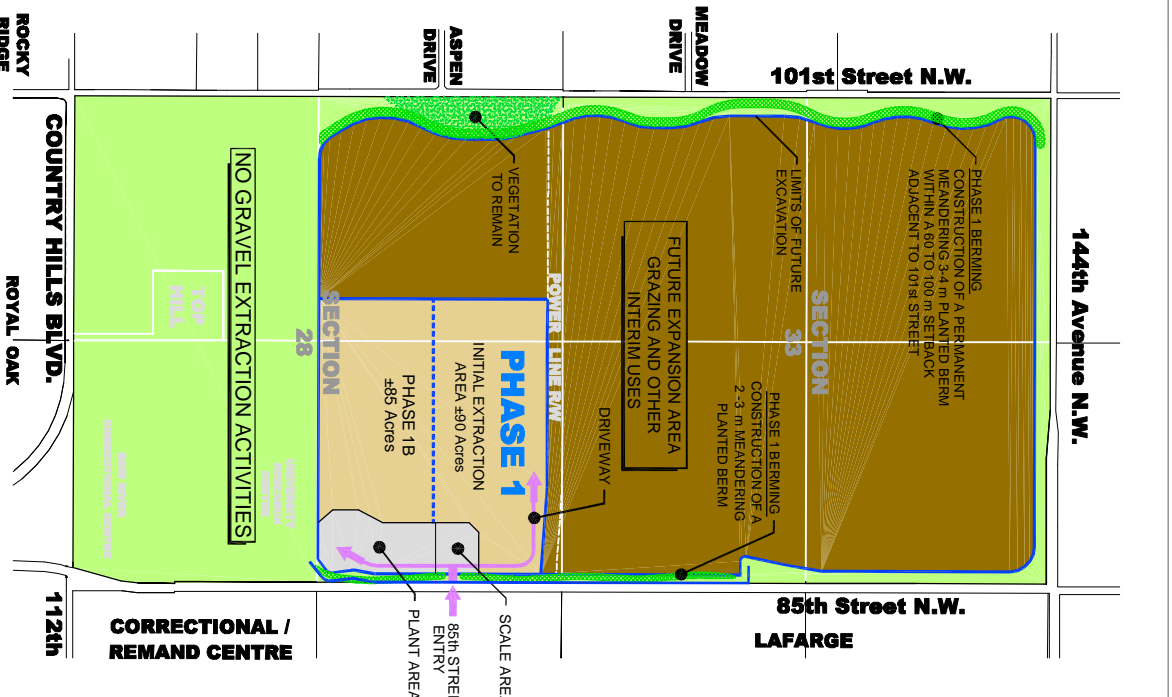 ROCKY
RIDGE
ASPEN
DRIVE
MEADOW
DRIVE
101st Street N.W.
PHASE 1 BERMING
CONSTRUCTION OF A PERMANENT
MEANDERING 3-4 m PLANTED BERM
WITHIN A 60 TO 100 m SETBACK
ADJACENT TO 101st STREET
LIMITS OF FUTURE
EXCAVATION
VEGETATION
TO REMAIN
144th Avenue N.W.
COUNTRY HILLS BLVD.
ROYAL OAK
NO GRAVEL EXTRACTION ACTIVITIES
FUTURE EXPANSION AREA
GRAZING AND OTHER
INTERIM USES
POWER LINE R/W
TOP
HILL
SECTION
28
SECTION
33
PHASE 1
INITIAL EXTRACTION
AREA ±90 Acres
PHASE 1B
±85 Acres
DRIVEWAY
PHASE 1 BERMING
CONSTRUCTION OF A
2 -3 m MEANDERING
PLANTED BERM
85th Street N.W.
LAFARGE
SCALE ARE
85th STREE
ENTRY
PLANT AREA
CORRECTIONAL /
REMAND CENTRE
112th